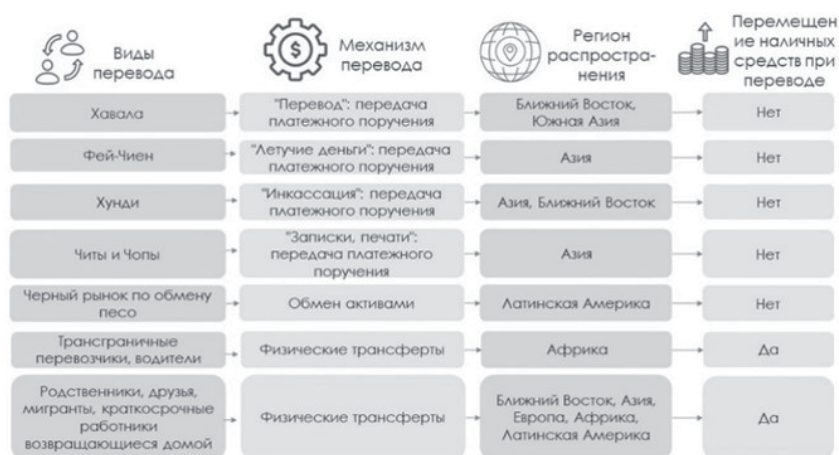 Виды
перевода
Механизм
перевода
Регион
распростра-
нения
Перемещен
ие наличных
средств при
переводе
Хавала
"Перевод": передача
платежного поручения
Ближний Восток,
Южная Азия
Нет
Фей-Чиен
"Летучие деньги": передача
платежного поручения
Азия
Нет
Хунди
"Инкассация": передача
платежного поручения
Азия, Ближний Восток
Нет
Читы и Чопы
"Записки, печати":
передача платежного
поручения
Азия
Нет
Черный рынок по обмену
песо
Обмен активами
Латинская Америка
Нет
Трансграничные
перевозчики, водители
Физические трансферты
Африка
Да
Родственники, друзья,
мигранты, краткосрочные
работники
возвращающиеся домой
Физические трансферты
Ближний Восток, Азия,
Европа, Африка,
Латинская Америка
Да